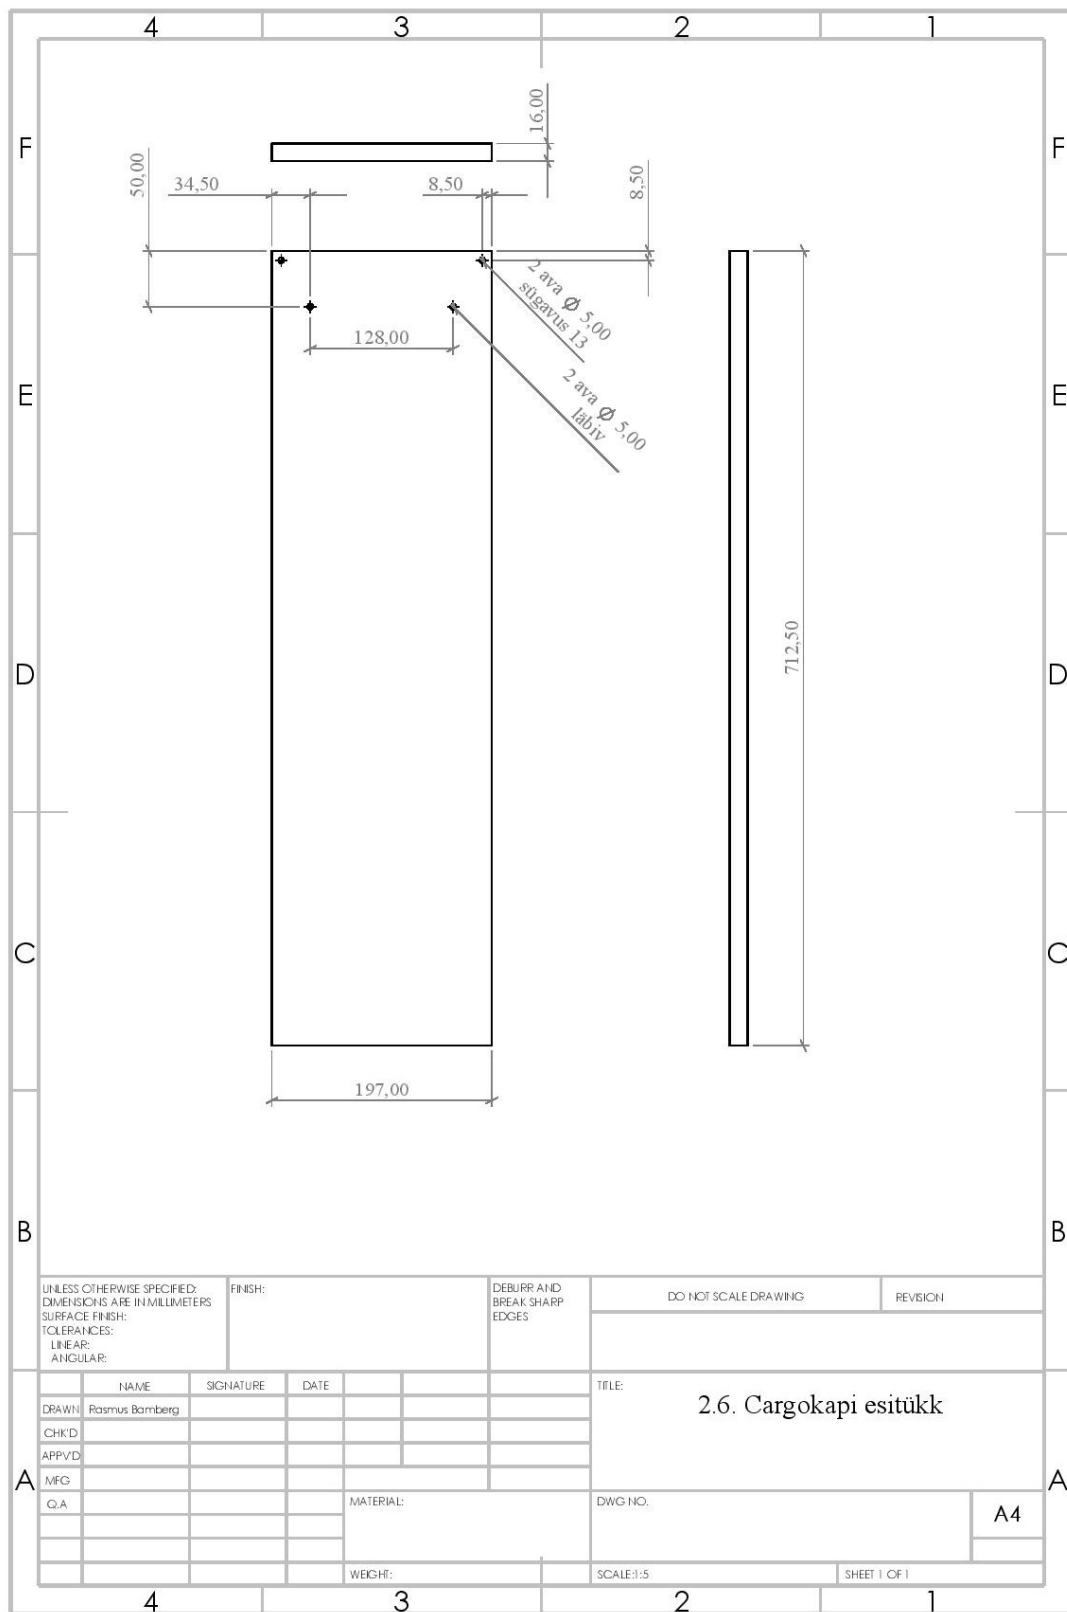 4 3 2 1
F F
16,00
50,00
34,50 8,50
8,50
2 ava Ø 5,00
sügavus 13
128,00
2 ava Ø 5,00
läbiv
E E
712,50
D D
C C
197,00
B B
UNLESS OTHERWISE SPECIFIED:
DIMENSIONS ARE IN MILLIMETERS
SURFACE FINISH:
TOLERANCES:
LINEAR:
ANGULAR:
FINISH:
DEBURR AND
BREAK SHARP
EDGES
DO NOT SCALE DRAWING
REVISION
NAME SIGNATURE DATE
DRAWN Rasmus Bamberg
CHK'D
APPV'D
MFG
Q.A
TITLE:
2.6. Cargokapi esitükk
A A
MATERIAL:
DWG NO.
A4
WEIGHT:
SCALE:1:5
SHEET 1 OF 1
4 3 2 1